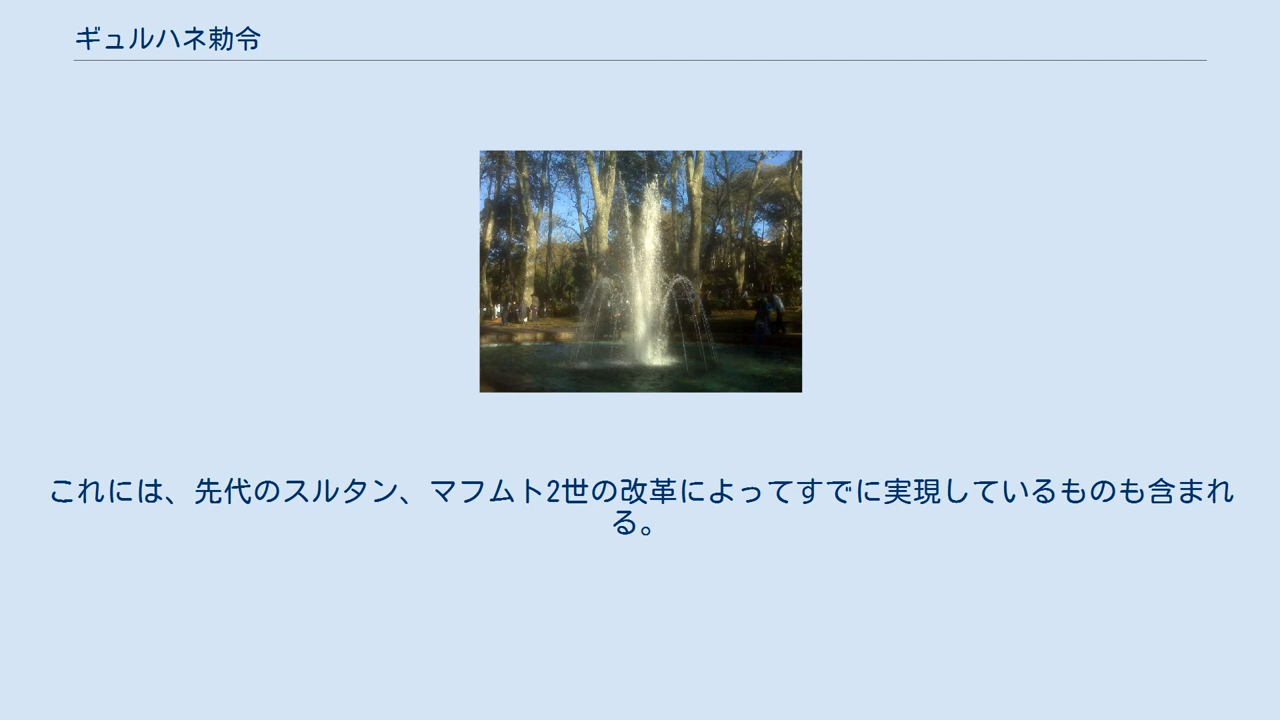 ギュルハネ勅令
これには、先代のスルタン、マフムト2世の改革によってすでに実現しているものも含まれ
る。